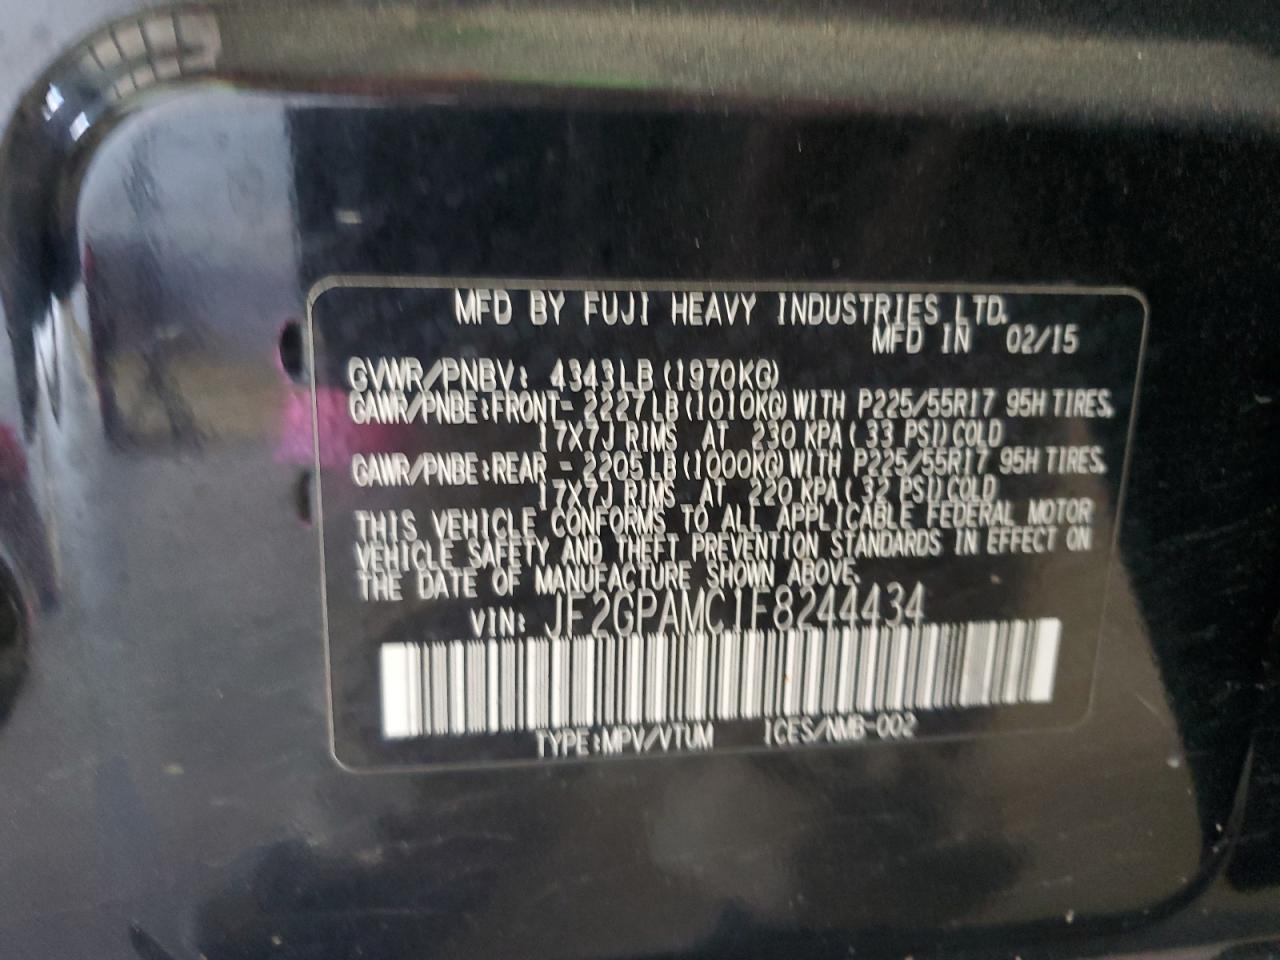 MFD BY FUJI HEAVY INDUSTRIES LTD.
MFD IN 02/15
GVWR/PNBV: 4343LB (1970KG)
GAWR/PNBE:FRONT- 2227LB(1010KG)WITH P225/55R17 95H TIRES,
17X7J RIMS AT 230 KPA( 33 PSI)COLD
GAWR/PNBE:REAR - 2205LB(1000KG)WITH P225/55R17 95H TIRES,
17X7J RIMS AT 220 KPA( 32 PSI)COLD
THIS VEHICLE CONFORMS TO ALL APPLICABLE FEDERAL MOTOR
VEHICLE SAFETY AND THEFT PREVENTION STANDARDS IN EFFECT ON
THE DATE OF MANUFACTURE SHOWN ABOVE.
VIN: JF2GPAMC1F8244434
TYPE:MPV/VTUM ICES/NMB-002